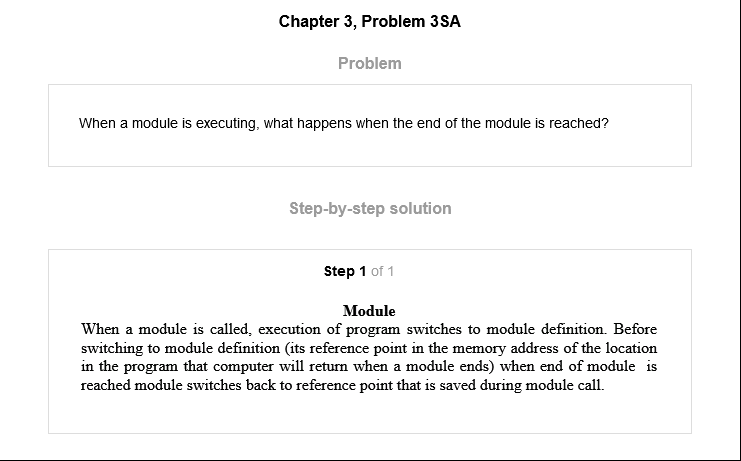 Chapter 3, Problem 3SA
Problem
When a module is executing, what happens when the end of the module is reached?
Step-by-step solution
Step 1 of 1
Module
When a module is called, execution of program switches to module definition. Before
switching to module definition (its reference point in the memory address of the location
in the program that computer will return when a module ends) when end of module is
reached module switches back to reference point that is saved during module call.